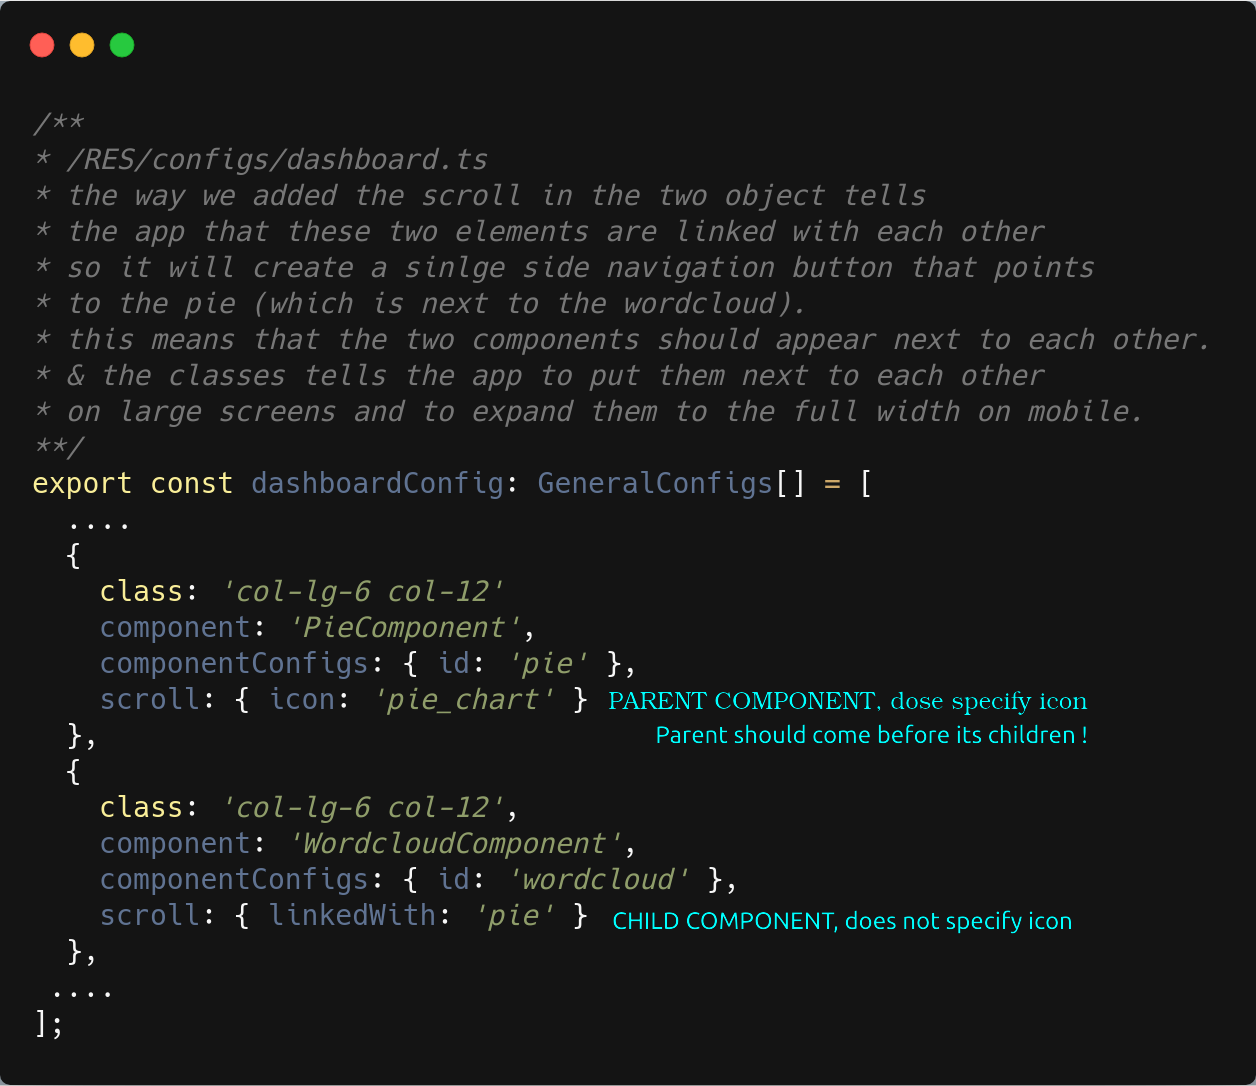 /**
* /RES/configs/dashboard.ts
* the way we added the scroll in the two object tells
* the app that these two elements are linked with each other
* so it will create a sinlge side navigation button that points
* to the pie (which is next to the wordcloud).
* this means that the two components should appear next to each other.
* & the classes tells the app to put them next to each other
* on large screens and to expand them to the full width on mobile.
**/
export const dashboardConfig: GeneralConfigs[] = [
  ....
  {
    class: 'col-lg-6 col-12'
    component: 'PieComponent',
    componentConfigs: { id: 'pie' },
    scroll: { icon: 'pie_chart' } PARENT COMPONENT, dose specify icon
  }, Parent should come before its children !
  {
    class: 'col-lg-6 col-12',
    component: 'WordcloudComponent',
    componentConfigs: { id: 'wordcloud' },
    scroll: { linkedWith: 'pie' } CHILD COMPONENT, does not specify icon
  },
 ....
];